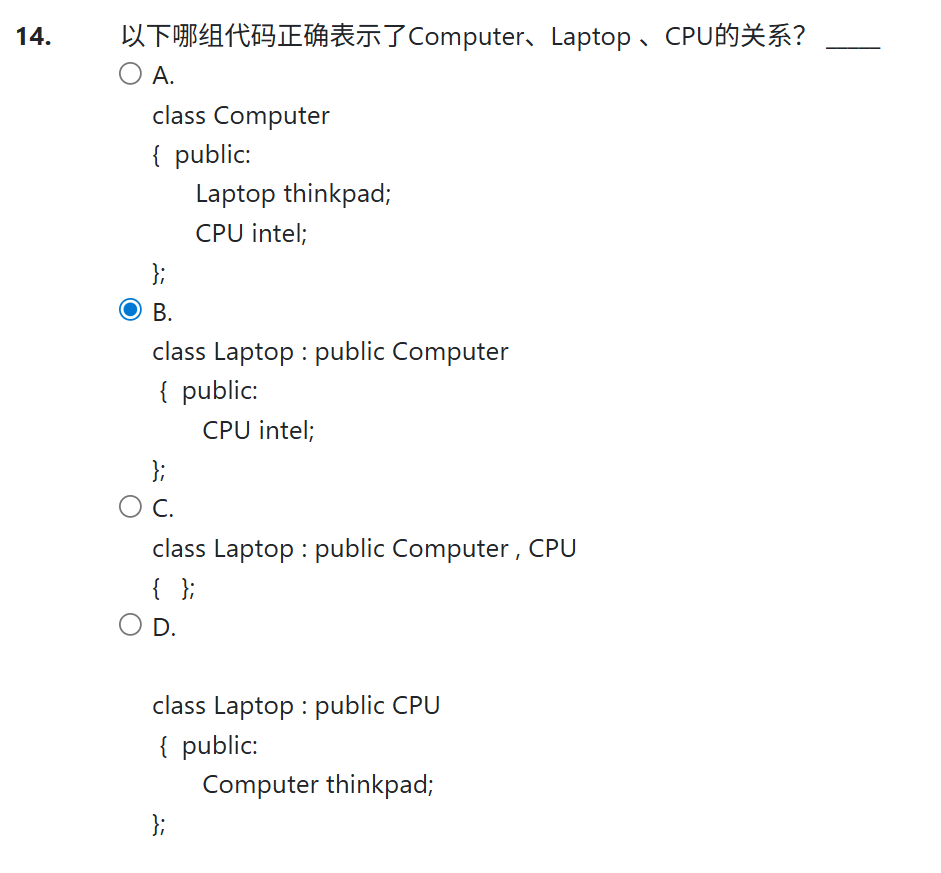 14. 以下哪组代码正确表示了Computer、Laptop 、CPU的关系? _____
A.
class Computer
{ public:
Laptop thinkpad;
CPU intel;
};
B.
class Laptop : public Computer
{ public:
CPU intel;
};
C.
class Laptop : public Computer , CPU
{ };
D.
class Laptop : public CPU
{ public:
Computer thinkpad;
};